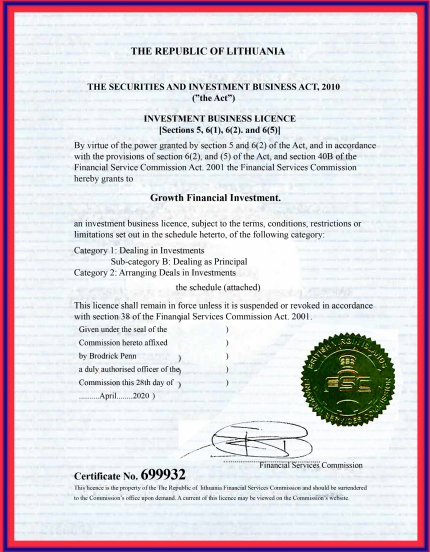 THE REPUBLIC OF LITHUANIA
THE SECURITIES AND INVESTMENT BUSINESS ACT, 2010
("the Act")
INVESTMENT BUSINESS LICENCE
[Sections 5, 6(1), 6(2). and 6(5)]
By virtue of the power granted by section 5 and 6(2) of the Act, and in accordance
with the provisions of section 6(2), and (5) of the Act, and section 40B of the
Financial Service Commission Act. 2001 the Financial Services Commission
hereby grants to
Growth Financial Investment.
an investment business licence, subject to the terms, conditions, restrictions or
limitations set out in the schedule heterto, of the following category:
Category 1: Dealing in Investments
Sub-category B: Dealing as Principal
Category 2: Arranging Deals in Investments
the schedule (attached)
This licence shall remain in force unless it is suspended or revoked in accordance
with section 38 of the Finanqial Services Commission Act. 2001.
Given under the seal of the )
Commission hereto affixed )
by Brodrick Penn ) )
a duly authorised officer of the) )
Commission this 28th day of ) )
..........April........2020 )
FSC
Financial Services Commission
Certificate No. 699932
This licence is the property of the The Republic of lithuania Financial Services Commission and should be surrendered
to the Commission's office upon demand. A current of this licence may be viewed on the Commission's website.